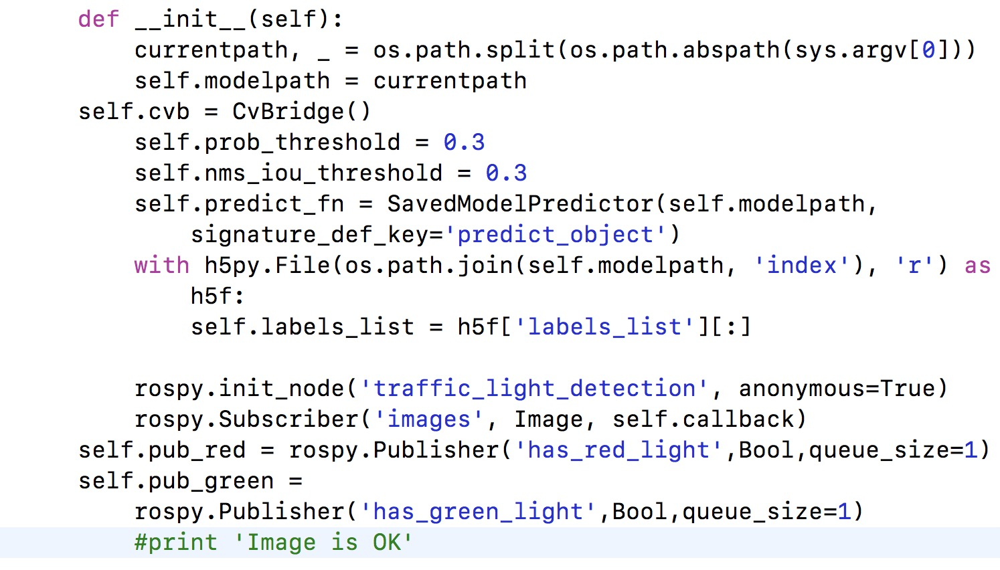 def __init__(self):
currentpath, _ = os.path.split(os.path.abspath(sys.argv[0]))
self.modelpath = currentpath
self.cvb = CvBridge()
self.prob_threshold = 0.3
self.nms_iou_threshold = 0.3
self.predict_fn = SavedModelPredictor(self.modelpath,
signature_def_key='predict_object')
with h5py.File(os.path.join(self.modelpath, 'index'), 'r') as
h5f:
self.labels_list = h5f['labels_list'][:]
rospy.init_node('traffic_light_detection', anonymous=True)
rospy.Subscriber('images', Image, self.callback)
self.pub_red = rospy.Publisher('has_red_light',Bool,queue_size=1)
self.pub_green =
rospy.Publisher('has_green_light',Bool,queue_size=1)
#print 'Image is OK'